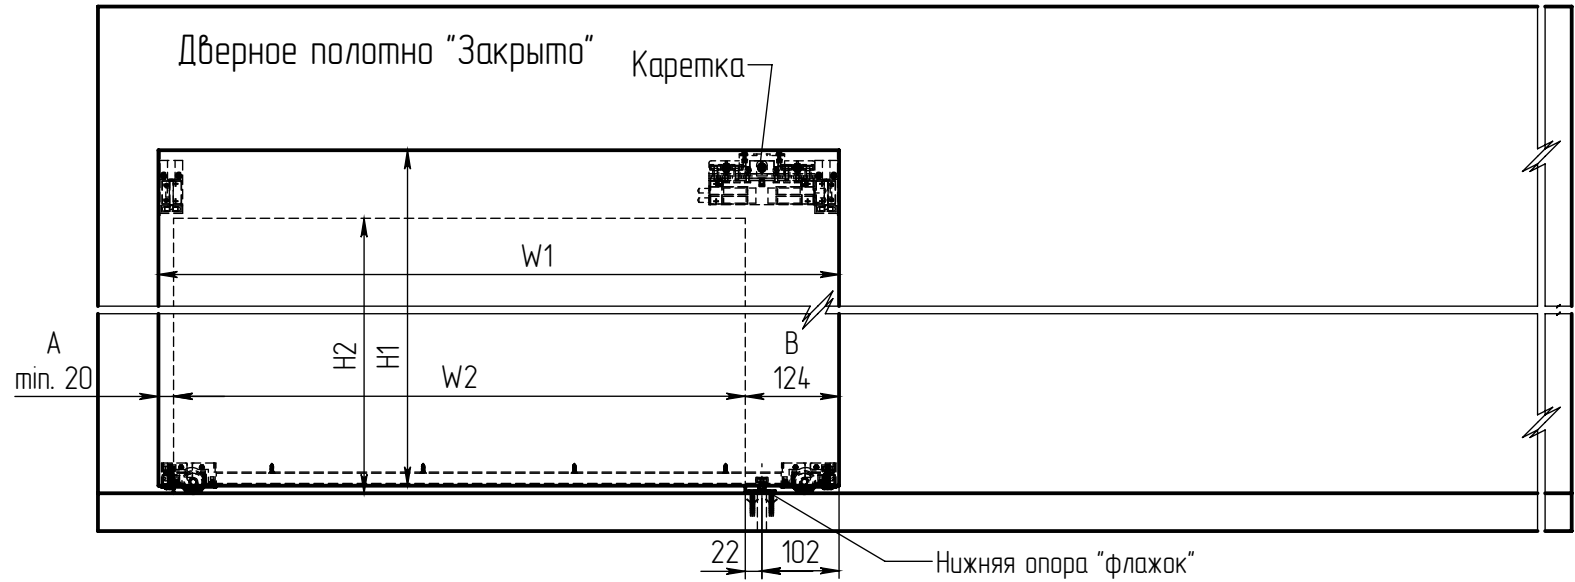 Дверное полотно "Закрыто"
Каретка
W1
A
min. 20
H2
H1
W2
B
124
22
102
Нижняя опора "флажок"